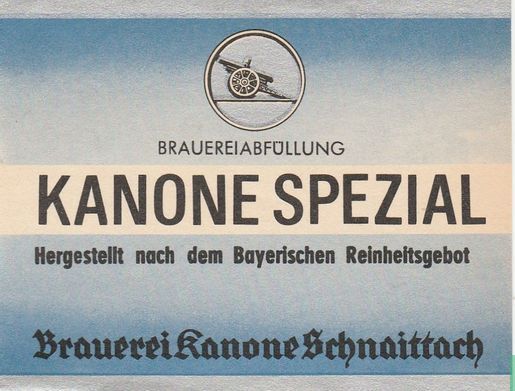 BRAUEREIABFÜLLUNG
KANONE SPEZIAL
Hergestellt nach dem Bayerischen Reinheitsgebot
Brauerei Kanone Schnaittach